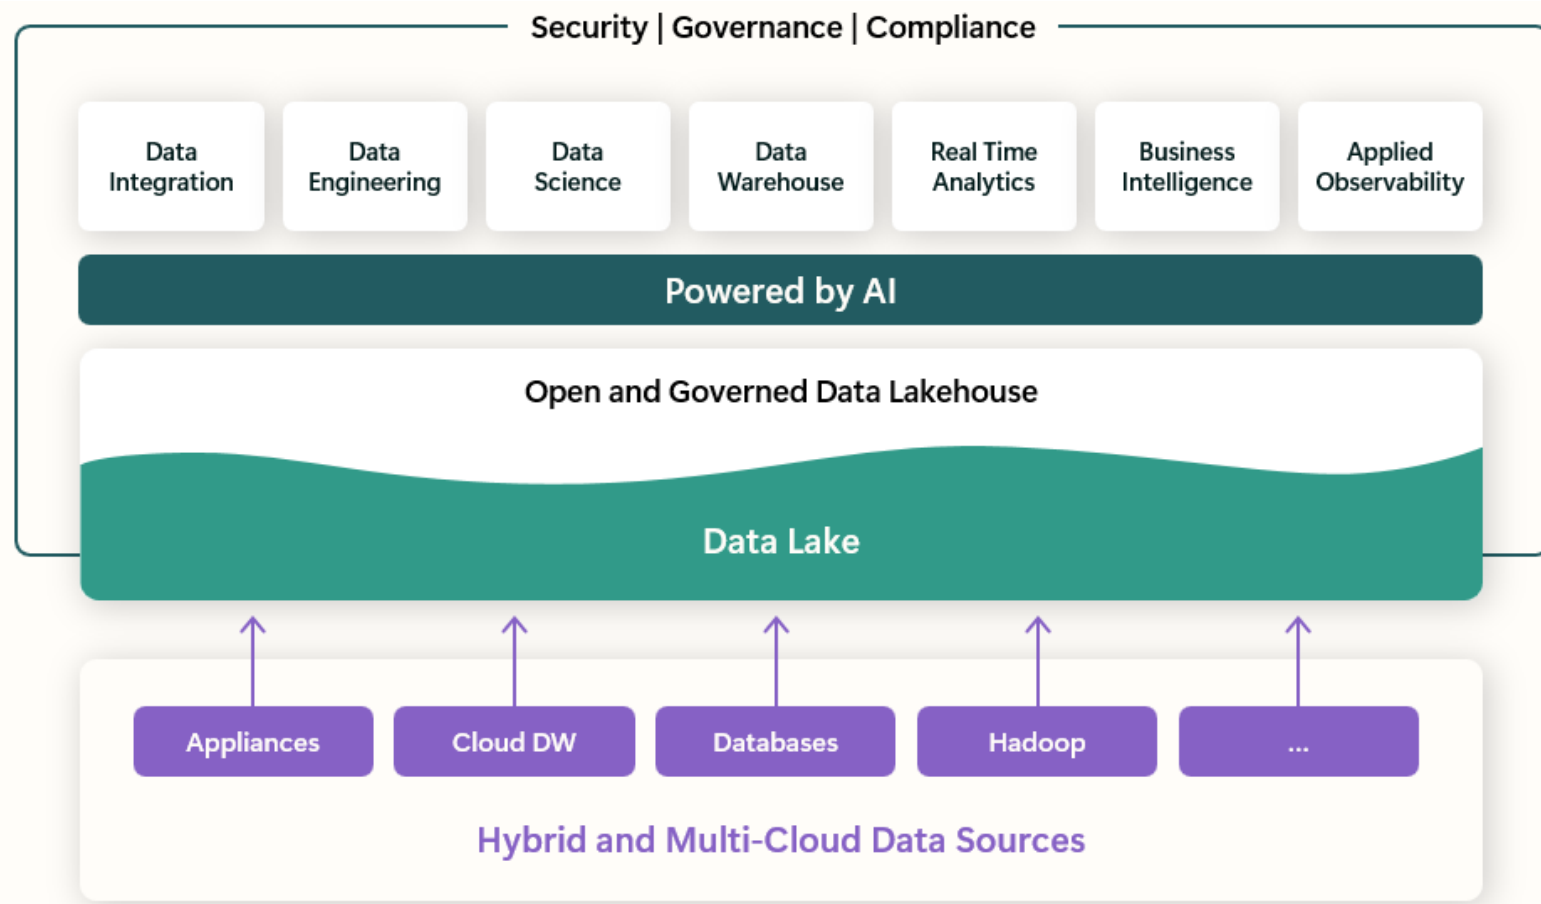 Security | Governance | Compliance
Data
Integration
Data
Engineering
Data
Science
Data
Warehouse
Real Time
Analytics
Business
Intelligence
Applied
Observability
Powered by AI
Open and Governed Data Lakehouse
Data Lake
Appliances
Cloud DW
Databases
Hadoop
...
Hybrid and Multi-Cloud Data Sources